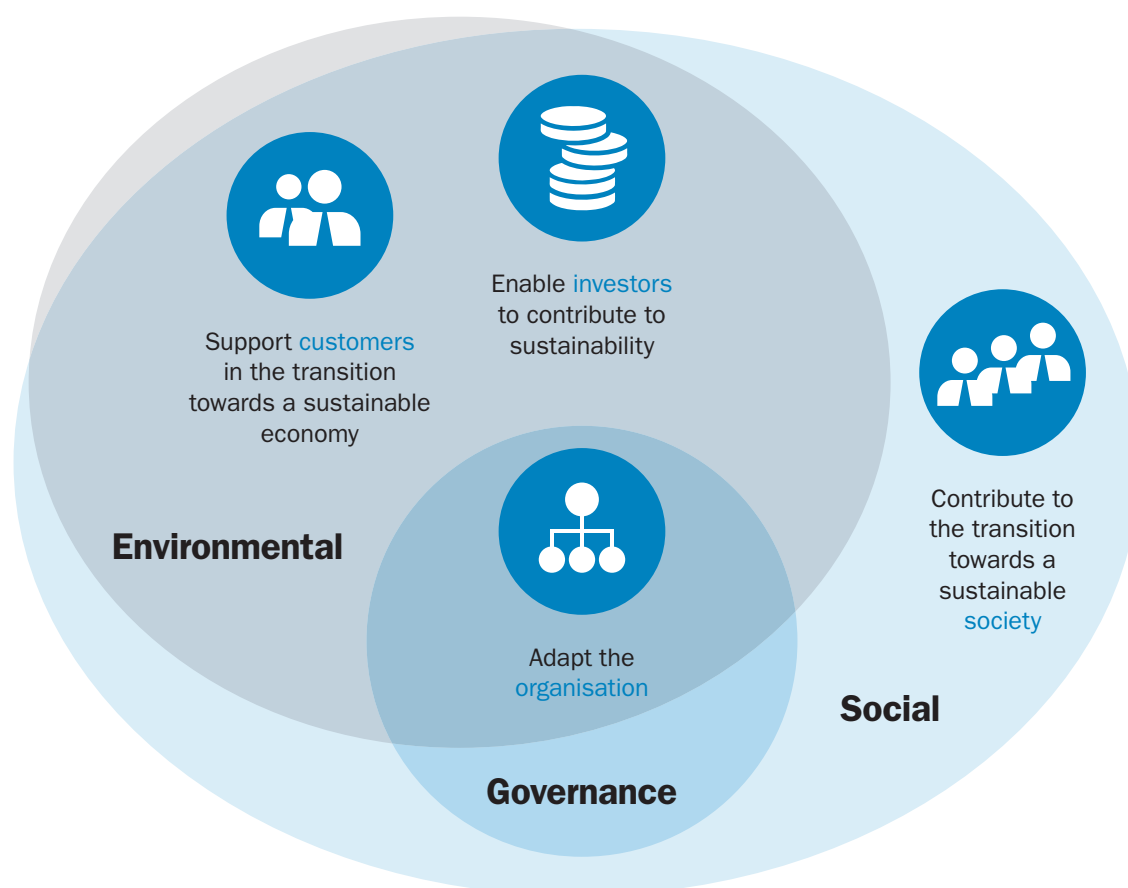 Enable investors
to contribute to
sustainability
Support customers
in the transition
towards a sustainable
economy
Contribute to
the transition
towards a
sustainable
society
Environmental
Adapt the
organisation
Social
Governance